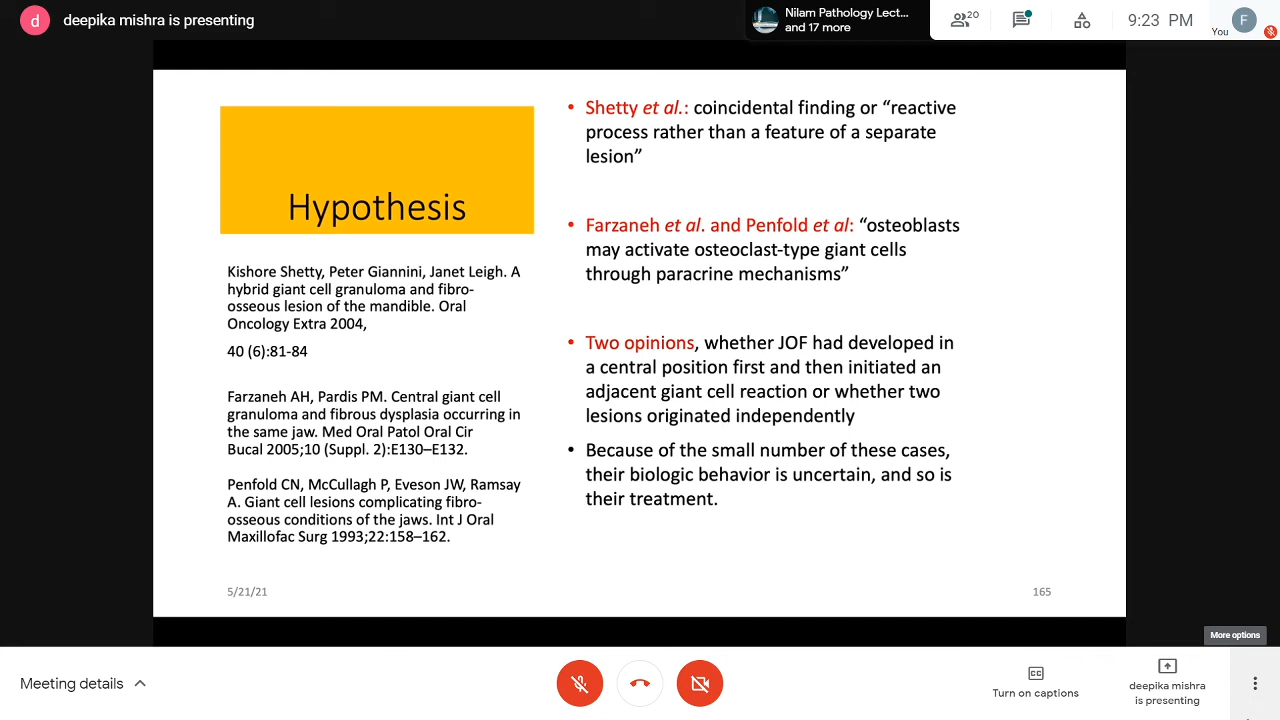 d
deepika mishra is presenting
Nilam Pathology Lect...
and 17 more
20
9:23 PM
You
F
Hypothesis
Kishore Shetty, Peter Giannini, Janet Leigh. A
hybrid giant cell granuloma and fibro-
osseous lesion of the mandible. Oral
Oncology Extra 2004,
40 (6):81-84
Farzaneh AH, Pardis PM. Central giant cell
granuloma and fibrous dysplasia occurring in
the same jaw. Med Oral Patol Oral Cir
Bucal 2005;10 (Suppl. 2):E130–E132.
Penfold CN, McCullagh P, Eveson JW, Ramsay
A. Giant cell lesions complicating fibro-
osseous conditions of the jaws. Int J Oral
Maxillofac Surg 1993;22:158–162.
• Shetty et al.: coincidental finding or “reactive
process rather than a feature of a separate
lesion”
• Farzaneh et al. and Penfold et al: “osteoblasts
may activate osteoclast-type giant cells
through paracrine mechanisms”
• Two opinions, whether JOF had developed in
a central position first and then initiated an
adjacent giant cell reaction or whether two
lesions originated independently
• Because of the small number of these cases,
their biologic behavior is uncertain, and so is
their treatment.
5/21/21
165
More options
Meeting details
CC
Turn on captions
deepika mishra
is presenting